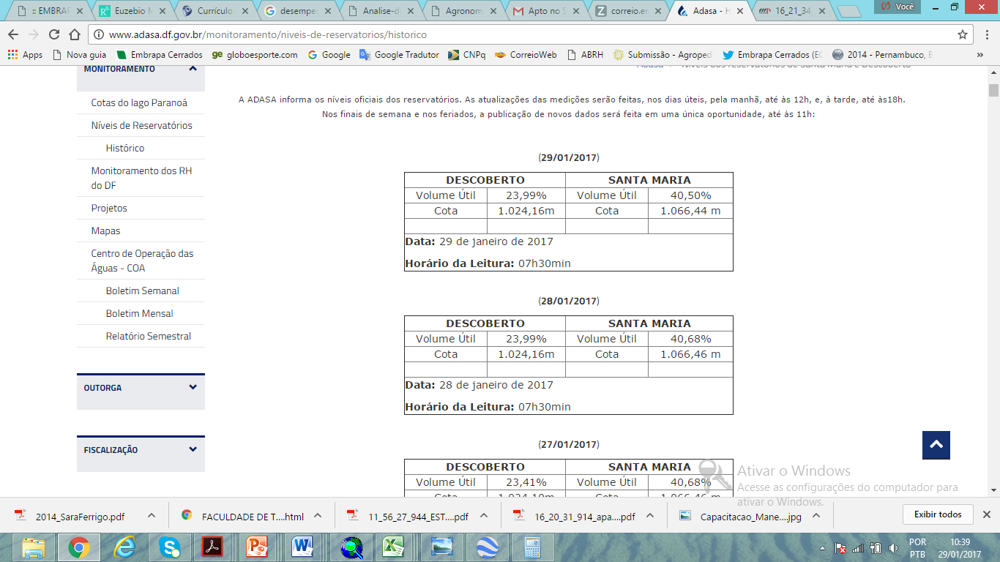 :: EMBRAP
Euzebio M
Currículo
desempe
Analise-d
Agronom
Apto no S
correio.em
Adasa - H
16_21_34
Você
www.adasa.df.gov.br/monitoramento/niveis-de-reservatorios/historico
Apps
Nova guia
Embrapa Cerrados
globoesporte.com
Google
Google Tradutor
CNPq
CorreioWeb
ABRH
Submissão - Agroped
Embrapa Cerrados (EC
2014 - Pernambuco, E
»
MONITORAMENTO
Cotas do lago Paranoá
Níveis de Reservatórios
Histórico
Monitoramento dos RH
do DF
Projetos
Mapas
Centro de Operação das
Águas - COA
Boletim Semanal
Boletim Mensal
Relatório Semestral
OUTORGA
FISCALIZAÇÃO
Adasa / Níveis dos reservatórios de Santa Maria e Descoberto
A ADASA informa os níveis oficiais dos reservatórios. As atualizações das medições serão feitas, nos dias úteis, pela manhã, até às 12h, e, à tarde, até às18h.
Nos finais de semana e nos feriados, a publicação de novos dados será feita em uma única oportunidade, até às 11h:
(29/01/2017)
DESCOBERTO SANTA MARIA
Volume Útil 23,99% Volume Útil 40,50%
Cota 1.024,16m Cota 1.066,44 m
Data: 29 de janeiro de 2017
Horário da Leitura: 07h30min
(28/01/2017)
DESCOBERTO SANTA MARIA
Volume Útil 23,99% Volume Útil 40,68%
Cota 1.024,16m Cota 1.066,46 m
Data: 28 de janeiro de 2017
Horário da Leitura: 07h30min
(27/01/2017)
DESCOBERTO SANTA MARIA
Volume Útil 23,41% Volume Útil 40,68%
Cota 1.024,10m Cota 1.066,46 m
Ativar o Windows
Acesse as configurações do computador para
ativar o Windows.
2014_SaraFerrigo.pdf
FACULDADE DE T....html
11_56_27_944_EST....pdf
16_20_31_914_apa....pdf
Capacitacao_Mane....jpg
Exibir todos
POR
PTB
10:39
29/01/2017